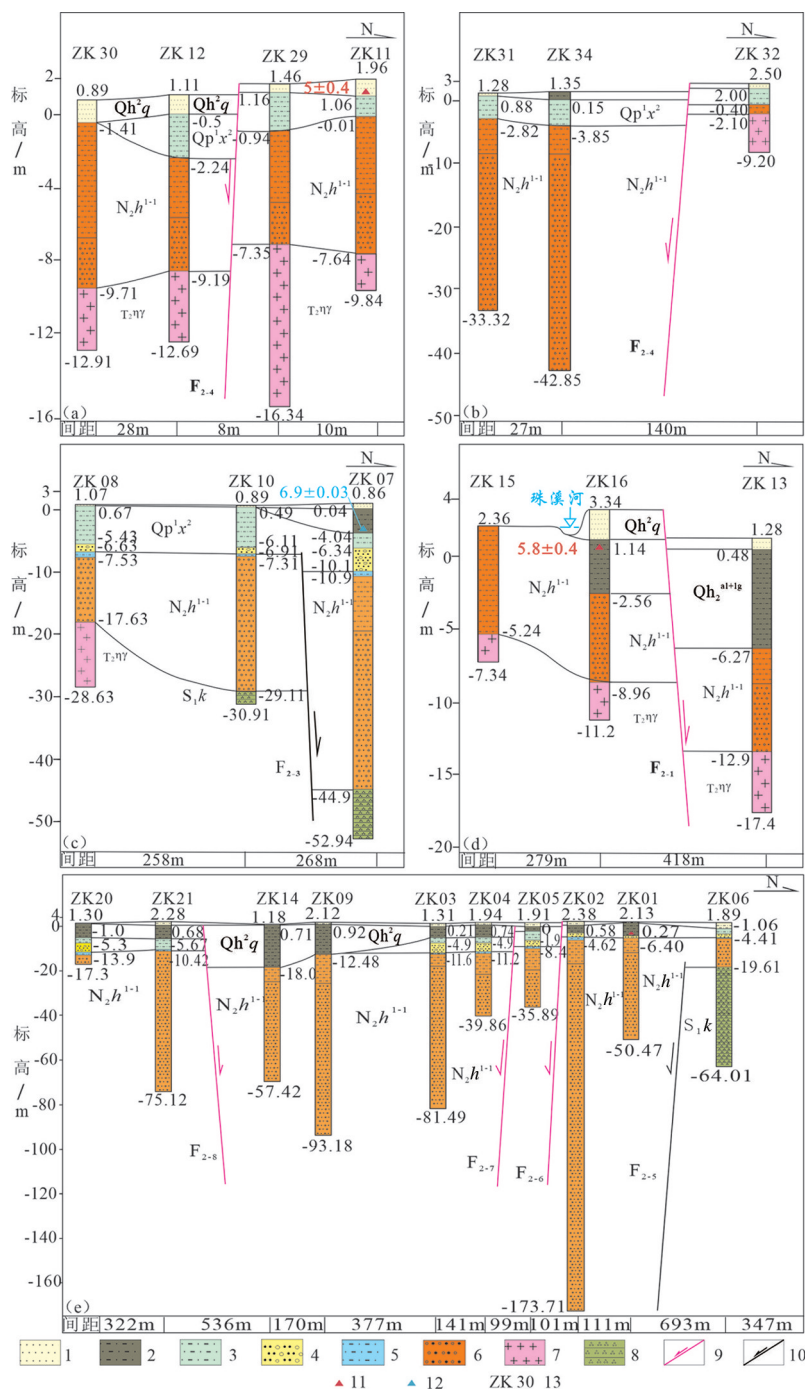 N
ZK 30 ZK 12 ZK 29 ZK11
0.89 1.11 1.46 1.96
2
0
-4
-8
-12
-16
标高/m
Qh²q Qh²q 1.16 5±0.4
1.06
-1.41 -0.5 -0.01
Qp¹x² -0.94
-2.24
N₂h¹⁻¹ N₂h¹⁻¹
-7.35 -7.64
-9.71 -9.19 -9.84
T₂ηγ T₂ηγ
-12.91 -12.69
F₂₋₄
-16.34
(a)
间距 28m 8m 10m
N
ZK31 ZK 34 ZK 32
1.28 1.35 2.50
3
0
-10
-20
-30
-40
-50
标高/m
0.88 0.15 Qp¹x² 2.00
-0.40
-2.82 -3.85 -2.10
-9.20
N₂h¹⁻¹ N₂h¹⁻¹
-33.32
F₂₋₄
-42.85
(b)
间距 27m 140m
N
ZK 08 ZK 10 ZK 07
1.07 0.89 6.9±0.03 0.86
3
0
-10
-20
-30
-40
-50
标高/m
0.67 0.49 0.04
Qp¹x²
-5.43 -6.11 -4.04
-6.63 -6.91 -6.34
-7.53 -7.31 -10.1
-10.9
N₂h¹⁻¹ N₂h¹⁻¹
-17.63
T₂ηγ
-28.63 S₁k -29.11
-30.91
F₂₋₃
-44.9
-52.94
(c)
间距 258m 268m
N
ZK 15 珠溪河 ZK16 ZK 13
2.36 3.34 1.28
4
0
-5
-10
-15
-20
标高/m
Qh²q
5.8±0.4 1.14 0.48
N₂h¹⁻¹ Qh₂ᵃˡ⁺ˡᵍ
-2.56
-5.24 N₂h¹⁻¹ -6.27
-7.34 N₂h¹⁻¹
-8.96
-11.2 T₂ηγ
F₂₋₁ -12.9
T₂ηγ
-17.4
(d)
间距 279m 418m
N
ZK20 ZK21 ZK14 ZK09 ZK03 ZK04 ZK05 ZK02 ZK01 ZK06
1.30 2.28 1.18 2.12 1.31 1.94 1.91 2.38 2.13 1.89
4
0
-20
-40
-60
-80
-100
-120
-140
-160
标高/m
-1.0 0.68 Qh²q 0.71 0.92 Qh²q 0.21 0.74 0 0.58 0.27 -1.06
-5.3 -5.67 -4.9 -4.9 -4.62 -6.40 -4.41
-13.9 -10.42 -18.0 -12.48 -11.6 -11.2 -8.4 -19.61
-17.3
N₂h¹⁻¹ N₂h¹⁻¹ N₂h¹⁻¹ N₂h¹⁻¹ N₂h¹⁻¹ S₁k
-39.86 -35.89
-50.47
-57.42 N₂h¹⁻¹ -64.01
-75.12 -81.49
-93.18
F₂₋₈ F₂₋₇ F₂₋₆ F₂₋₅
-173.71
(e)
间距 322m 536m 170m 377m 141m 99m 101m 111m 693m 347m
1 2 3 4 5 6 7 8 9 10
11 12 ZK 30 13